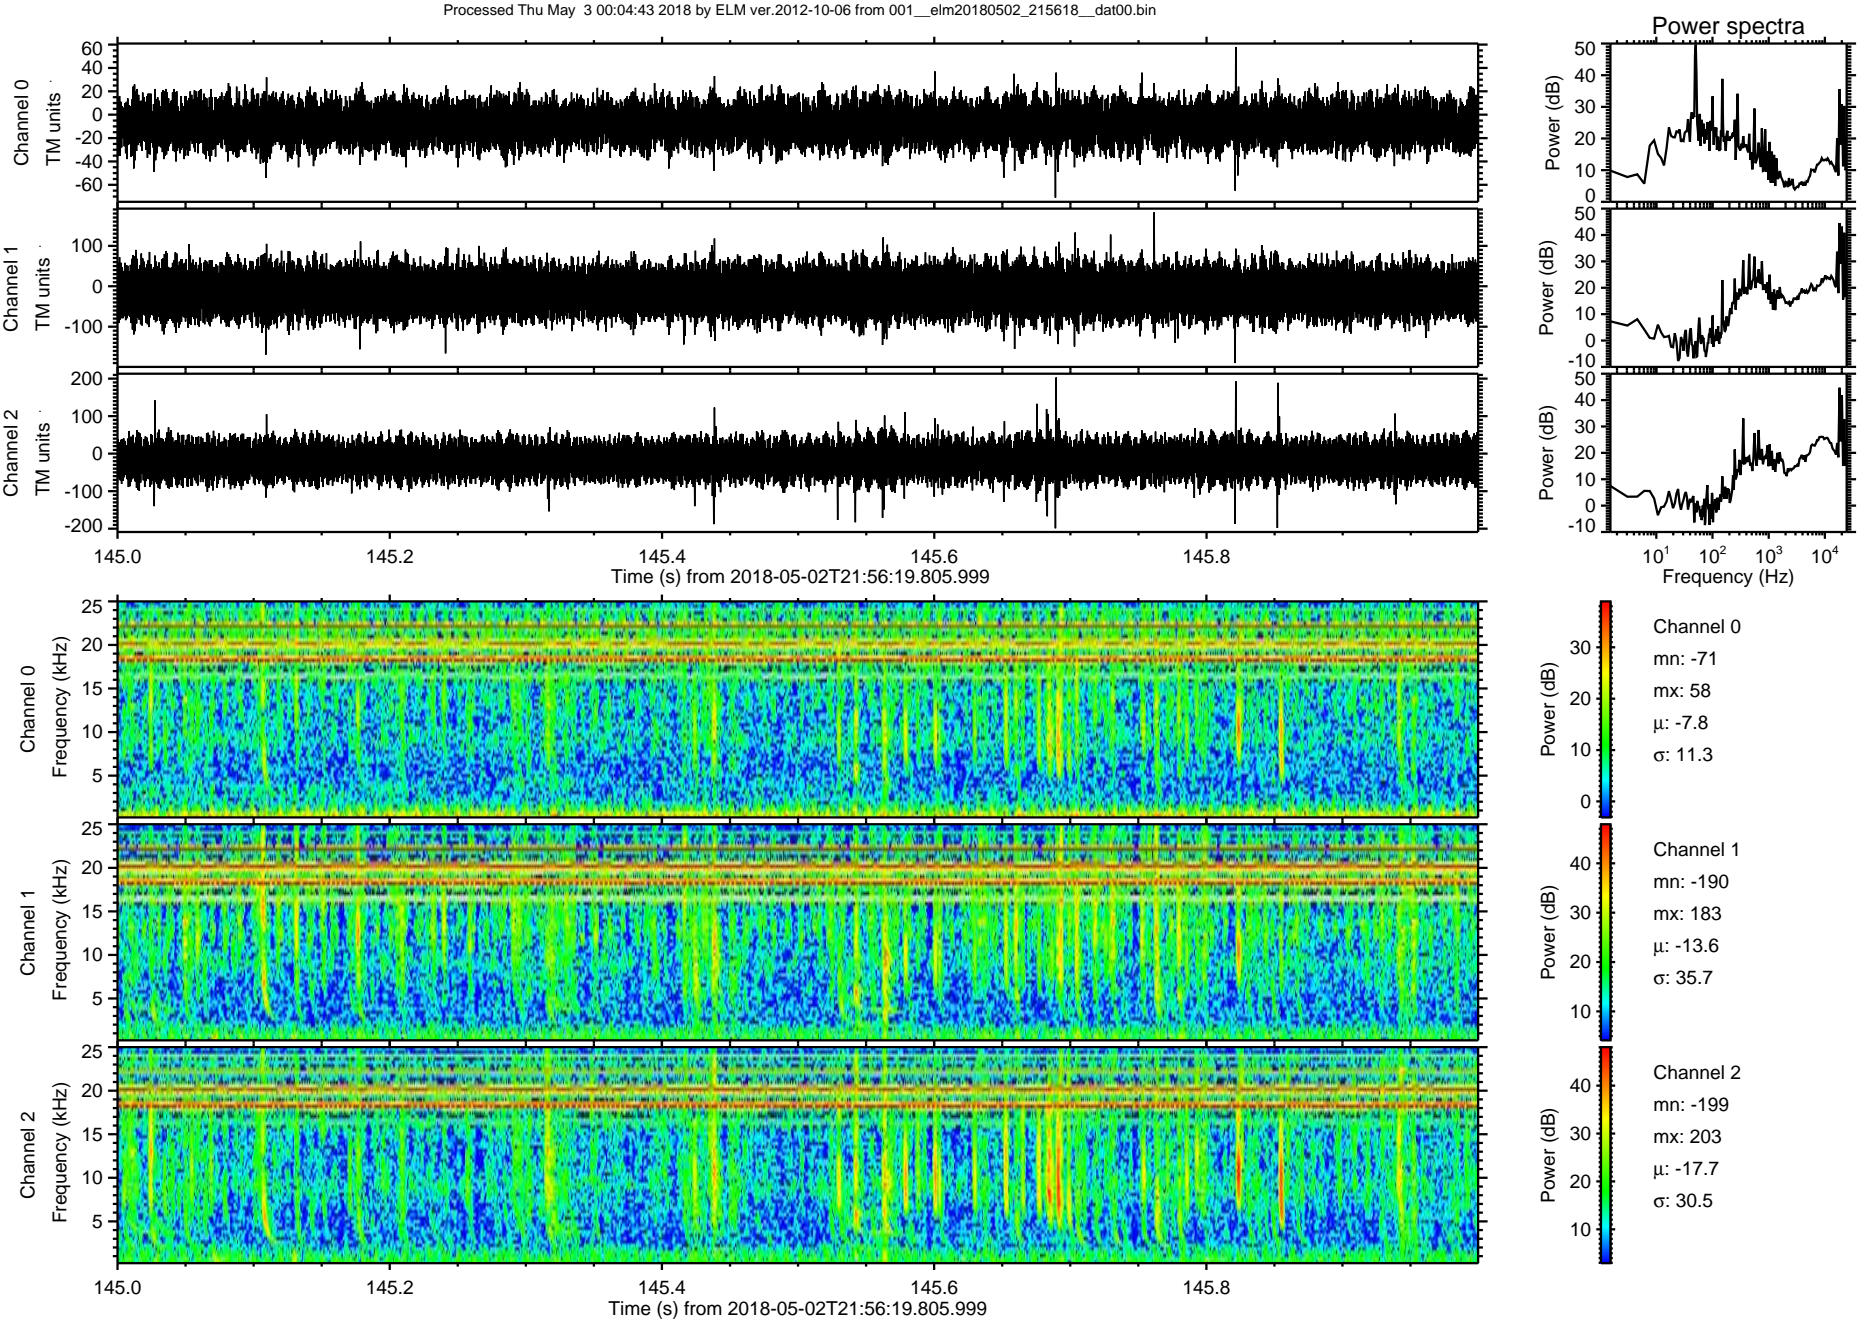 Processed Thu May  3 00:04:43 2018 by ELM ver.2012-10-06 from 001__elm20180502_215618__dat00.bin
Power spectra
Channel 0
TM units
60
40
20
0
-20
-40
-60
Power (dB)
50
40
30
20
10
0
Channel 1
TM units
100
0
-100
Power (dB)
50
40
30
20
10
0
-10
Channel 2
TM units
200
100
0
-100
-200
Power (dB)
50
40
30
20
10
0
-10
145.0 145.2 145.4 145.6 145.8
Time (s) from 2018-05-02T21:56:19.805.999
10^1 10^2 10^3 10^4
Frequency (Hz)
Channel 0
Frequency (kHz)
25
20
15
10
5
Power (dB)
30
20
10
0
Channel 0
mn: -71
mx: 58
μ: -7.8
σ: 11.3
Channel 1
Frequency (kHz)
25
20
15
10
5
Power (dB)
40
30
20
10
Channel 1
mn: -190
mx: 183
μ: -13.6
σ: 35.7
Channel 2
Frequency (kHz)
25
20
15
10
5
Power (dB)
40
30
20
10
Channel 2
mn: -199
mx: 203
μ: -17.7
σ: 30.5
145.0 145.2 145.4 145.6 145.8
Time (s) from 2018-05-02T21:56:19.805.999